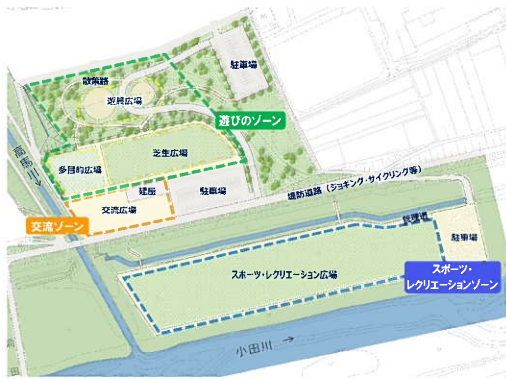 散策路
駐車場
遊具広場
遊びのゾーン
芝生広場
多目的広場
高馬川
建屋
駐車場
堤防道路（ジョギング・サイクリング等）
交流広場
交流ゾーン
管理道
駐車場
スポーツ・レクリエーション広場
スポーツ・
レクリエーションゾーン
小田川